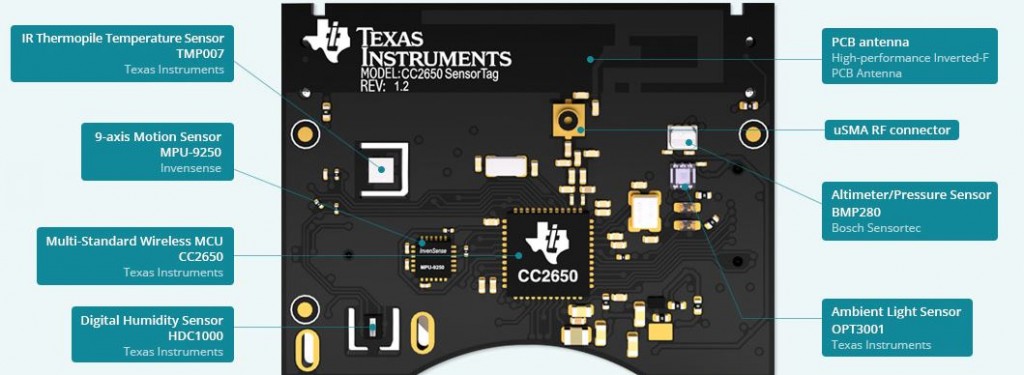 IR Thermopile Temperature Sensor
TMP007
Texas Instruments
9-axis Motion Sensor
MPU-9250
Invensense
Multi-Standard Wireless MCU
CC2650
Texas Instruments
Digital Humidity Sensor
HDC1000
Texas Instruments
TEXAS
INSTRUMENTS
MODEL:CC2650 SensorTag
REV: 1.2
InvenSense
MPU-9250
CC2650
PCB antenna
High-performance Inverted-F
PCB Antenna
uSMA RF connector
Altimeter/Pressure Sensor
BMP280
Bosch Sensortec
Ambient Light Sensor
OPT3001
Texas Instruments